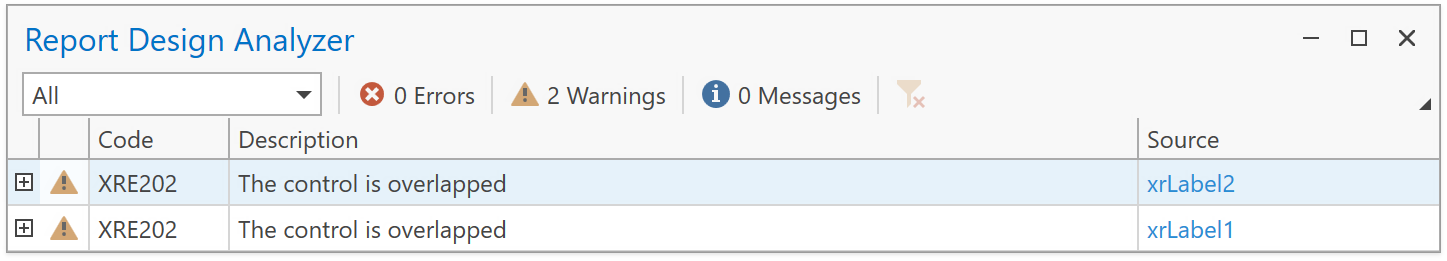 Report Design Analyzer
All 0 Errors 2 Warnings 0 Messages
Code Description Source
XRE202 The control is overlapped xrLabel2
XRE202 The control is overlapped xrLabel1